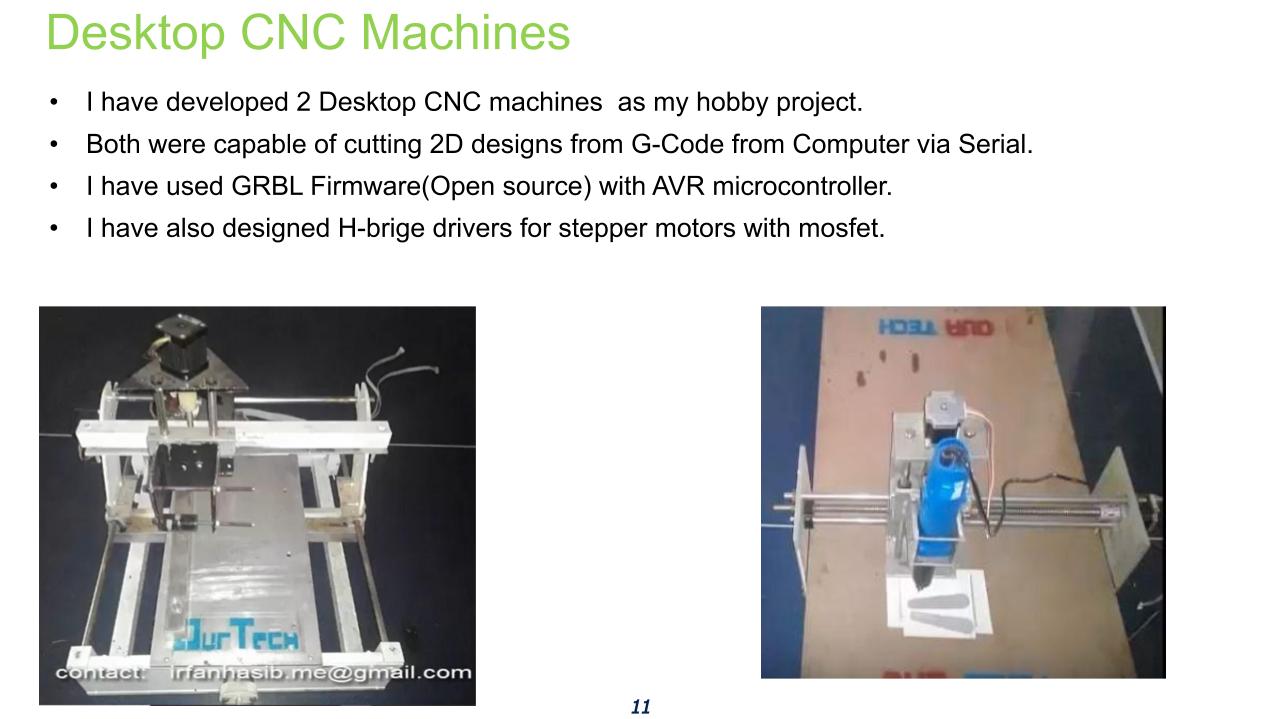 Desktop CNC Machines
• I have developed 2 Desktop CNC machines  as my hobby project.
• Both were capable of cutting 2D designs from G-Code from Computer via Serial.
• I have used GRBL Firmware(Open source) with AVR microcontroller.
• I have also designed H-brige drivers for stepper motors with mosfet.
OurTech
contact: irfanhasib.me@gmail.com
OUR TECH
11